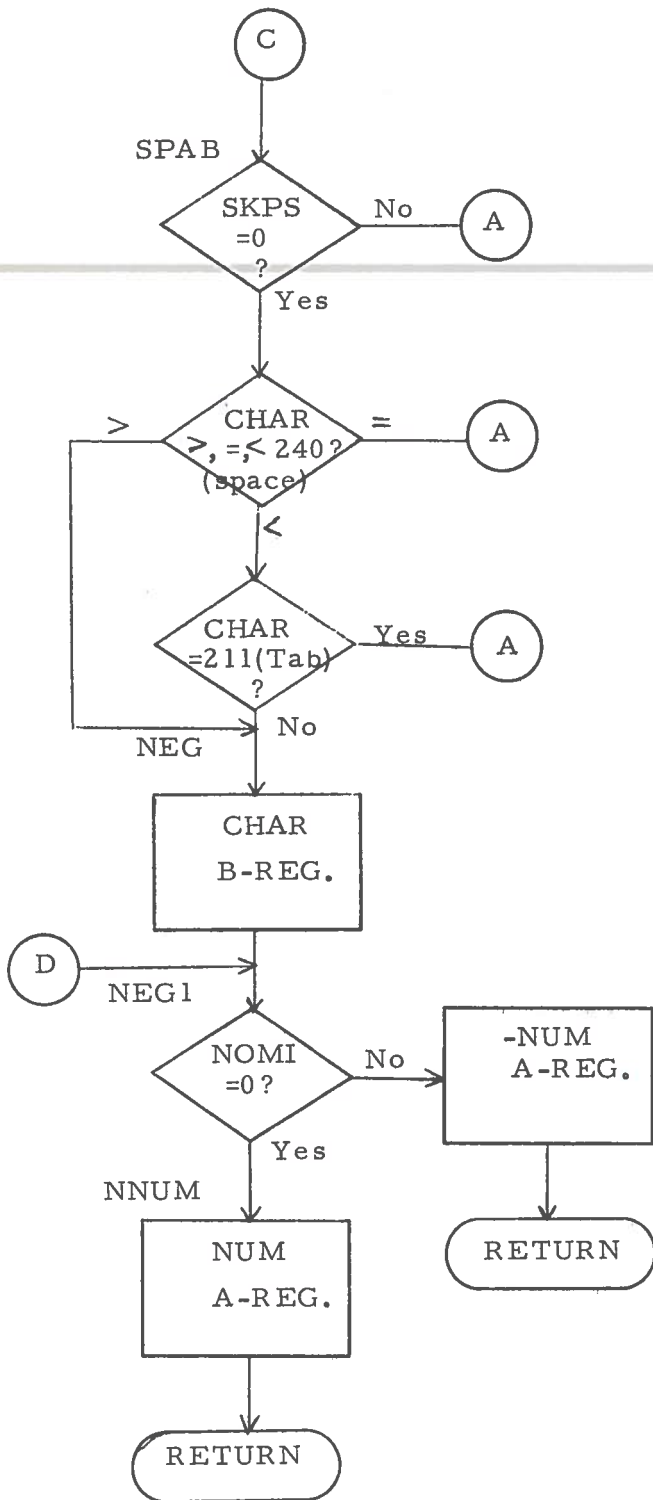 C
SPAB
SKPS
=0
?
No
A
Yes
>
CHAR
>, =,< 240?
(space)
=
A
<
CHAR
=211(Tab)
?
Yes
A
No
NEG
CHAR
B-REG.
D
NEG1
NOMI
=0?
No
-NUM
A-REG.
Yes
NNUM
NUM
A-REG.
RETURN
RETURN